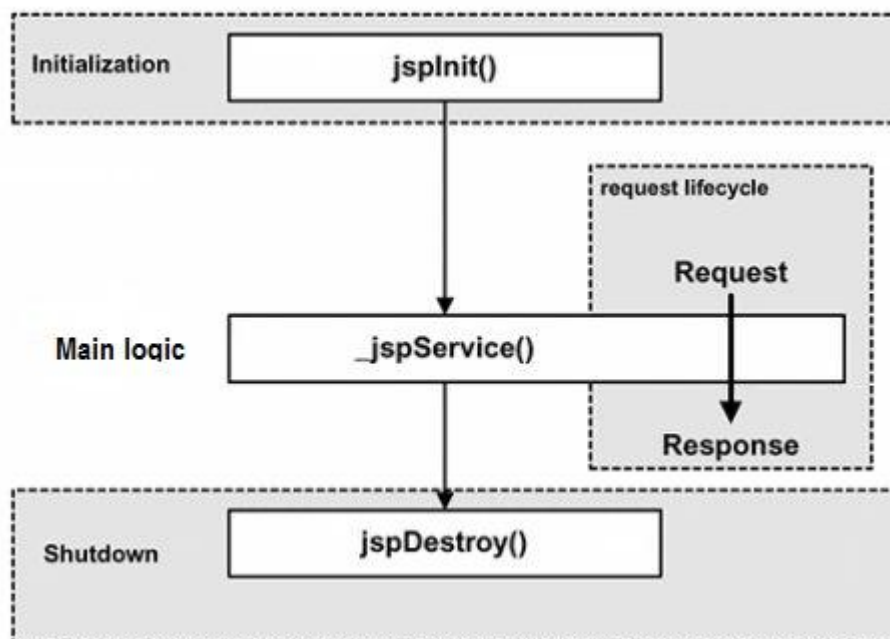 Initialization
jspInit()
request lifecycle
Request
Main logic
_jspService()
Response
Shutdown
jspDestroy()